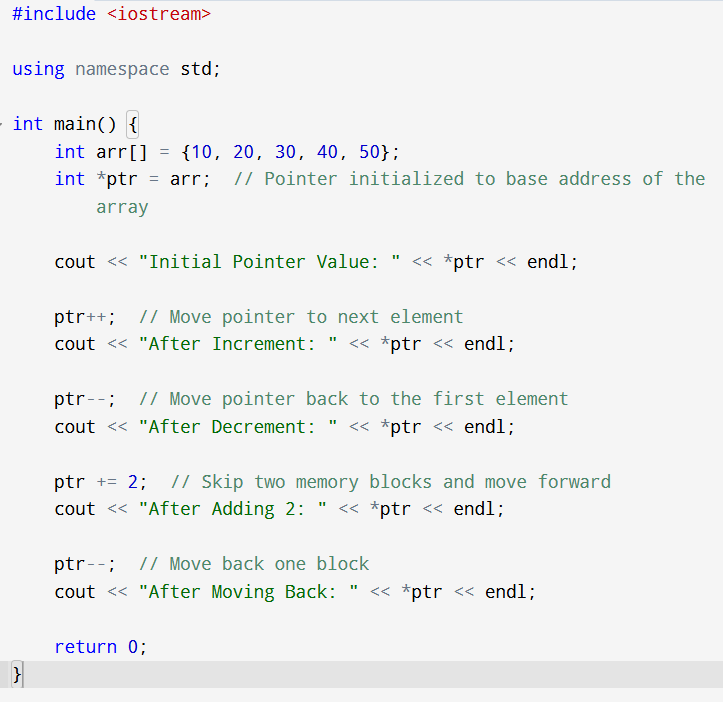 #include <iostream>
using namespace std;
int main() {
    int arr[] = {10, 20, 30, 40, 50};
    int *ptr = arr;  // Pointer initialized to base address of the
        array
    cout << "Initial Pointer Value: " << *ptr << endl;
    ptr++;  // Move pointer to next element
    cout << "After Increment: " << *ptr << endl;
    ptr--;  // Move pointer back to the first element
    cout << "After Decrement: " << *ptr << endl;
    ptr += 2;  // Skip two memory blocks and move forward
    cout << "After Adding 2: " << *ptr << endl;
    ptr--;  // Move back one block
    cout << "After Moving Back: " << *ptr << endl;
    return 0;
}